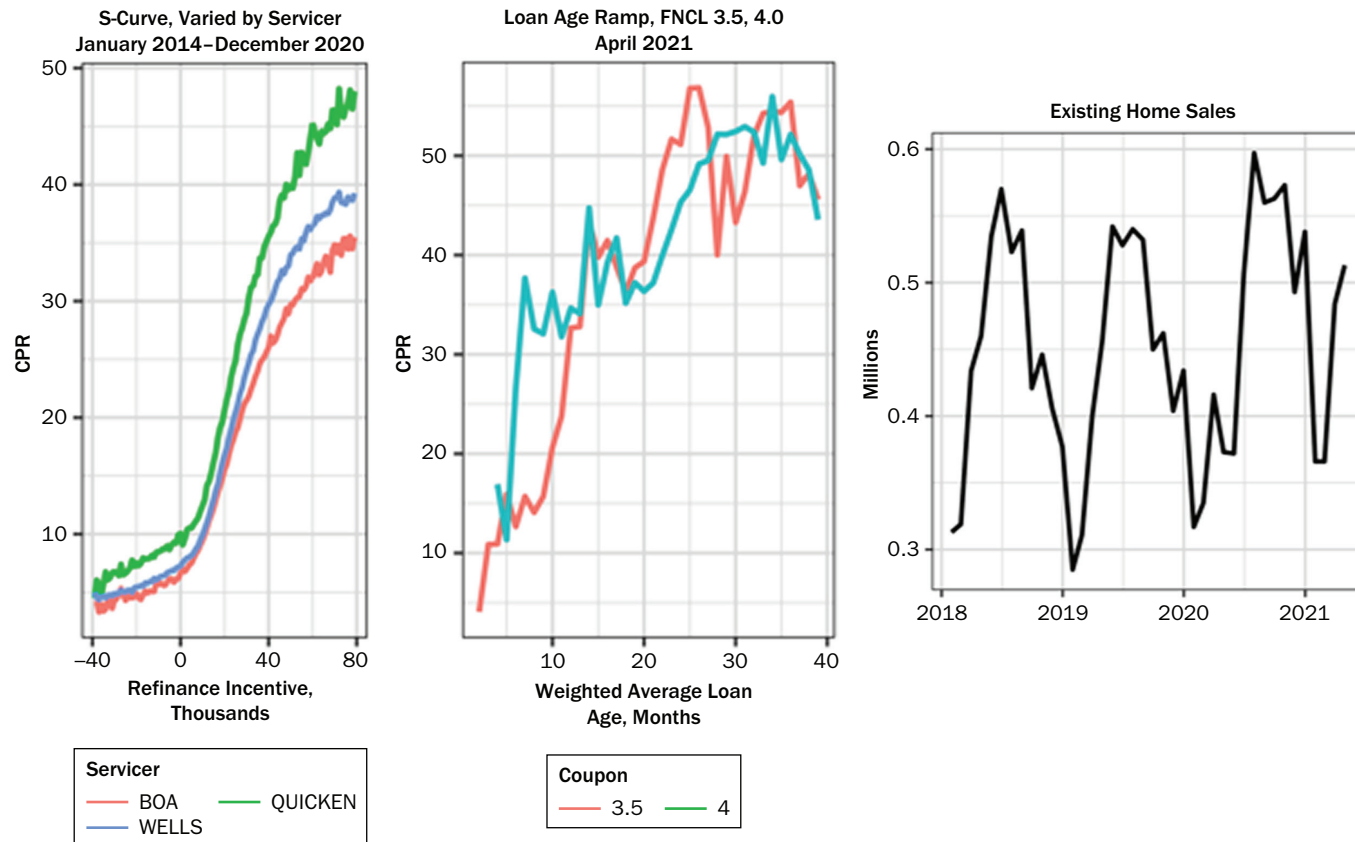 S-Curve, Varied by Servicer
January 2014–December 2020
50
40
30
20
10
CPR
–40 0 40 80
Refinance Incentive,
Thousands
Servicer
BOA QUICKEN
WELLS
Loan Age Ramp, FNCL 3.5, 4.0
April 2021
50
40
30
20
10
CPR
10 20 30 40
Weighted Average Loan
Age, Months
Coupon
3.5 4
Existing Home Sales
0.6
0.5
0.4
0.3
Millions
2018 2019 2020 2021